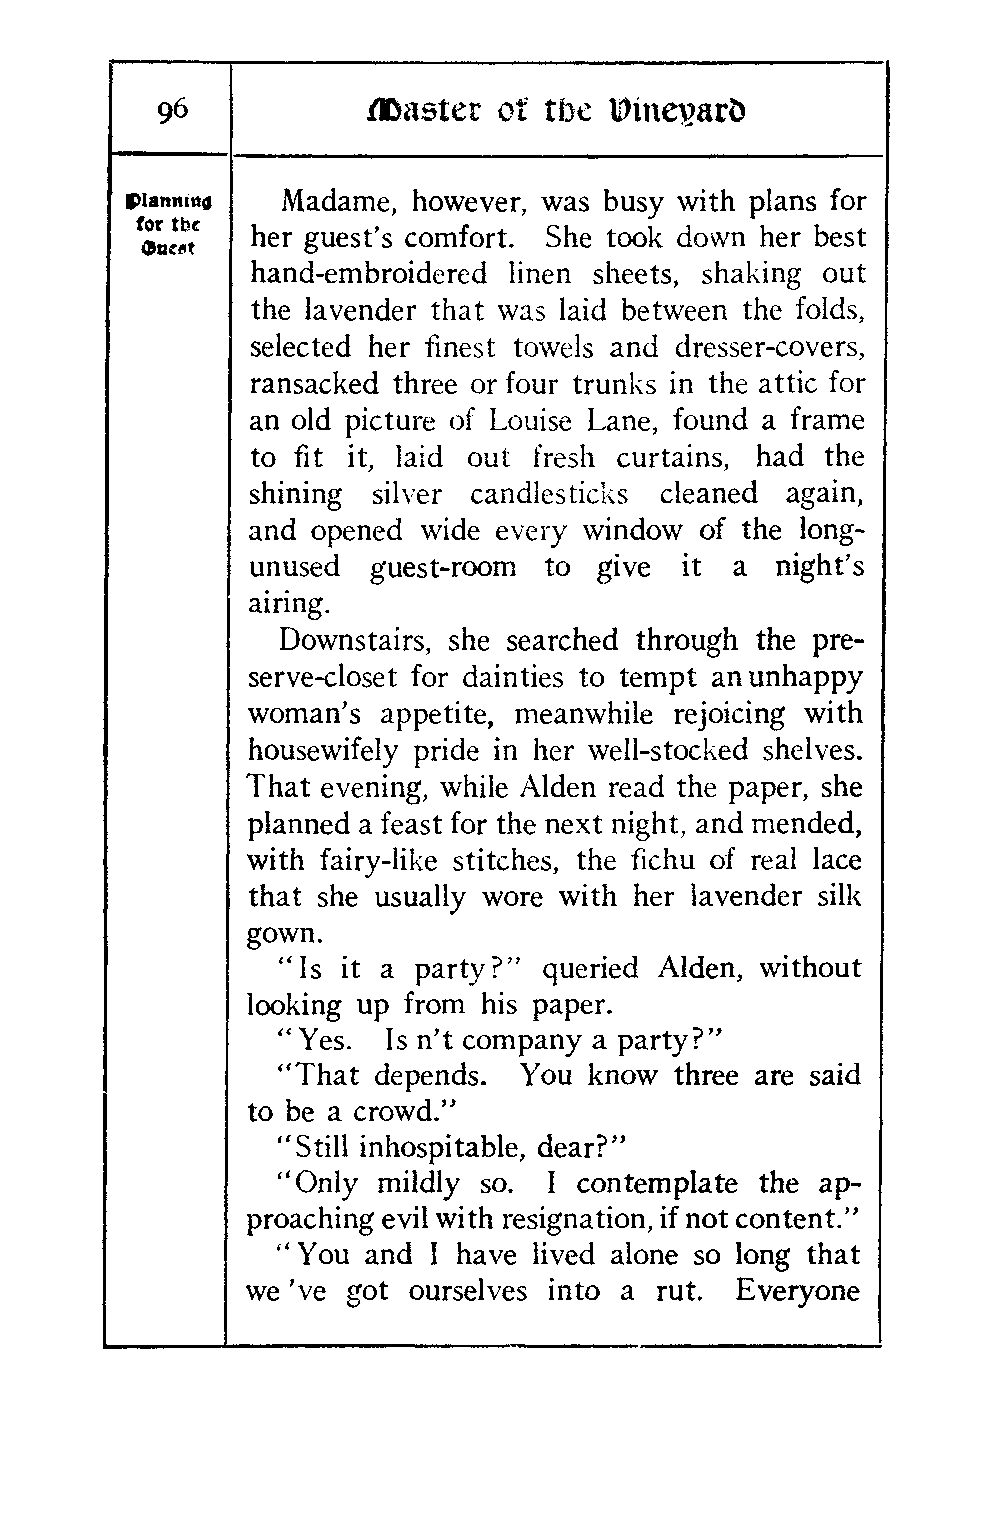 96
Master of the Vineyard
Planning
for the
Guest
Madame, however, was busy with plans for
her guest's comfort. She took down her best
hand-embroidered linen sheets, shaking out
the lavender that was laid between the folds,
selected her finest towels and dresser-covers,
ransacked three or four trunks in the attic for
an old picture of Louise Lane, found a frame
to fit it, laid out fresh curtains, had the
shining silver candlesticks cleaned again,
and opened wide every window of the long-
unused guest-room to give it a night's
airing.
Downstairs, she searched through the pre-
serve-closet for dainties to tempt an unhappy
woman's appetite, meanwhile rejoicing with
housewifely pride in her well-stocked shelves.
That evening, while Alden read the paper, she
planned a feast for the next night, and mended,
with fairy-like stitches, the fichu of real lace
that she usually wore with her lavender silk
gown.
"Is it a party?" queried Alden, without
looking up from his paper.
"Yes. Is n't company a party?"
"That depends. You know three are said
to be a crowd."
"Still inhospitable, dear?"
"Only mildly so. I contemplate the ap-
proaching evil with resignation, if not content."
"You and I have lived alone so long that
we 've got ourselves into a rut. Everyone